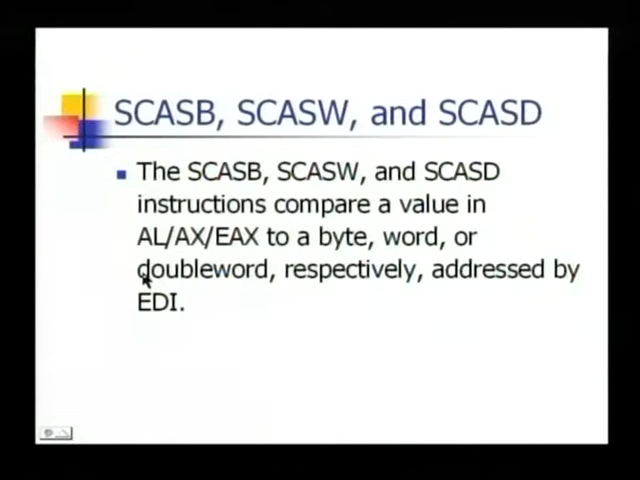 SCASB, SCASW, and SCASD
The SCASB, SCASW, and SCASD
instructions compare a value in
AL/AX/EAX to a byte, word, or
doubleword, respectively, addressed by
EDI.